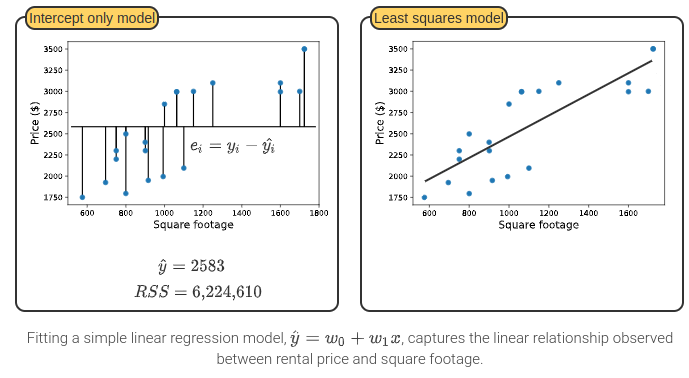 Intercept only model
Least squares model
3500
3250
3000
2750
2500
2250
2000
1750
Price ($)
600 800 1000 1200 1400 1600 1800
Square footage
e_i = y_i − ŷ_i
ŷ = 2583
RSS = 6,224,610
3500
3250
3000
2750
2500
2250
2000
1750
Price ($)
600 800 1000 1200 1400 1600
Square footage
Fitting a simple linear regression model, ŷ = w₀ + w₁x, captures the linear relationship observed
between rental price and square footage.